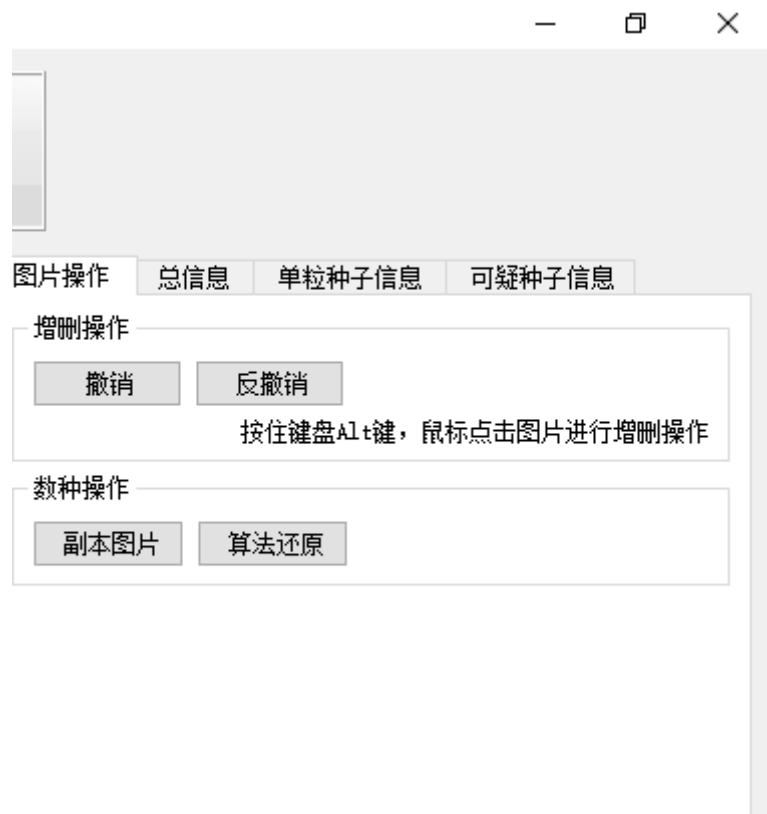 图片操作 总信息 单粒种子信息 可疑种子信息
增删操作
撤销 反撤销
按住键盘Alt键，鼠标点击图片进行增删操作
数种操作
副本图片 算法还原